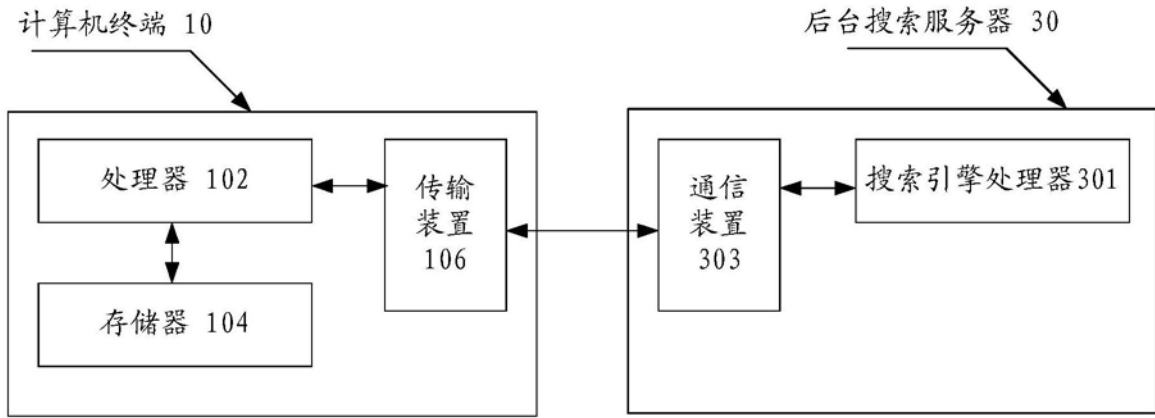 计算机终端 10
后台搜索服务器 30
处理器 102
传输
装置
106
存储器 104
通信
装置
303
搜索引擎处理器301